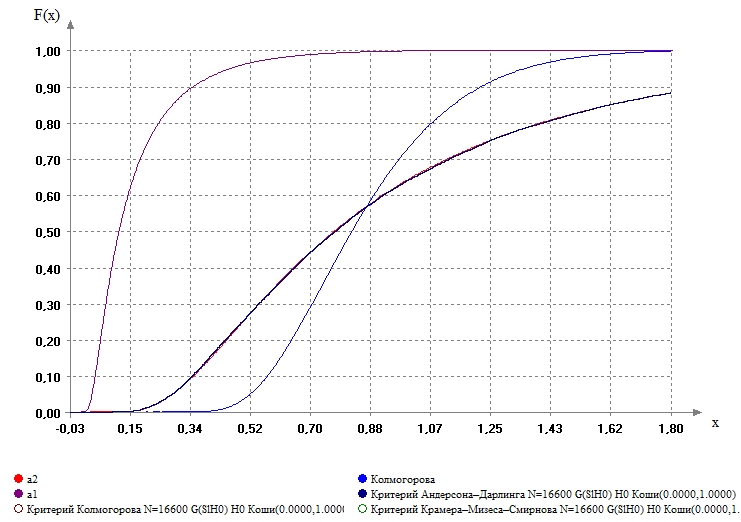 F(x)
1,00
0,90
0,80
0,70
0,60
0,50
0,40
0,30
0,20
0,10
0,00
-0,03 0,15 0,34 0,52 0,70 0,88 1,07 1,25 1,43 1,62 1,80
x
a2
a1
Критерий Колмогорова N=16600 G(S|H0) H0 Коши(0.0000,1.000
Колмогорова
Критерий Андерсона–Дарлинга N=16600 G(S|H0) H0 Коши(0.0000,1.0000)
Критерий Крамера–Мизеса–Смирнова N=16600 G(S|H0) H0 Коши(0.0000,1.